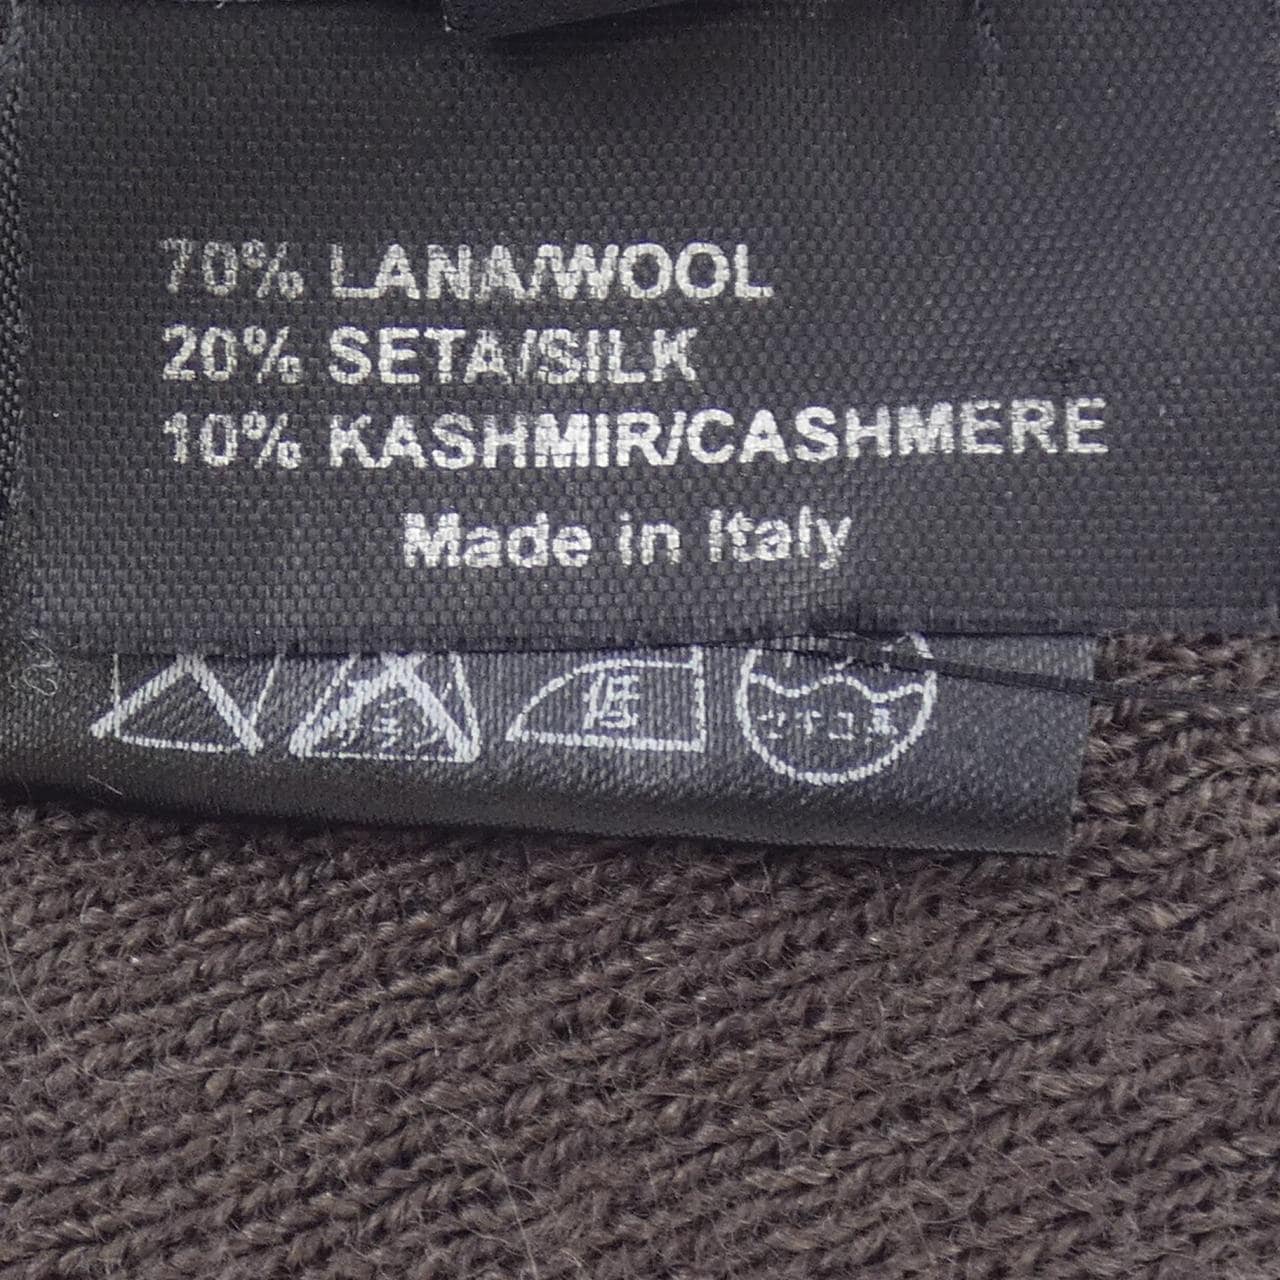 70% LANA/WOOL
20% SETA/SILK
10% KASHMIR/CASHMERE
Made in Italy